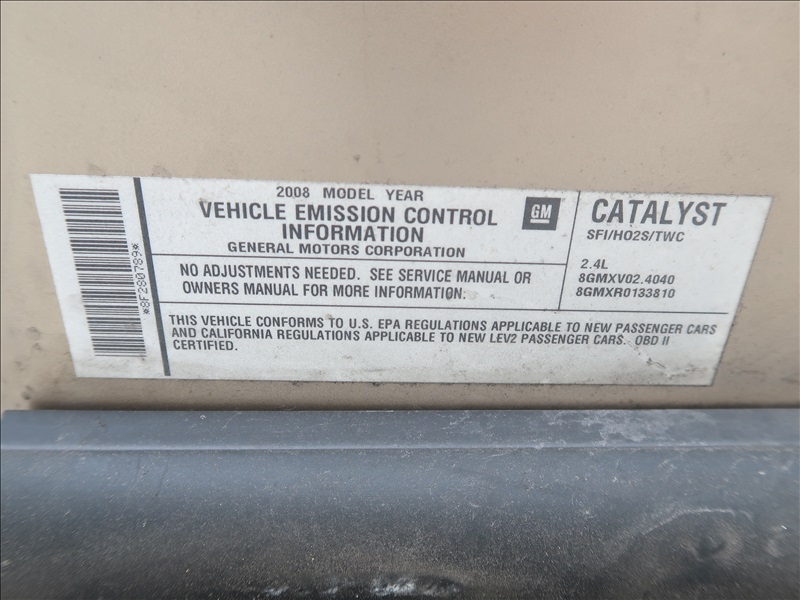 *8F280789*
2008 MODEL YEAR
VEHICLE EMISSION CONTROL
INFORMATION
GENERAL MOTORS CORPORATION
GM
NO ADJUSTMENTS NEEDED. SEE SERVICE MANUAL OR
OWNERS MANUAL FOR MORE INFORMATION.
CATALYST
SFI/HO2S/TWC
2.4L
8GMXV02.4040
8GMXR0133810
THIS VEHICLE CONFORMS TO U.S. EPA REGULATIONS APPLICABLE TO NEW PASSENGER CARS
AND CALIFORNIA REGULATIONS APPLICABLE TO NEW LEV2 PASSENGER CARS. OBD II
CERTIFIED.